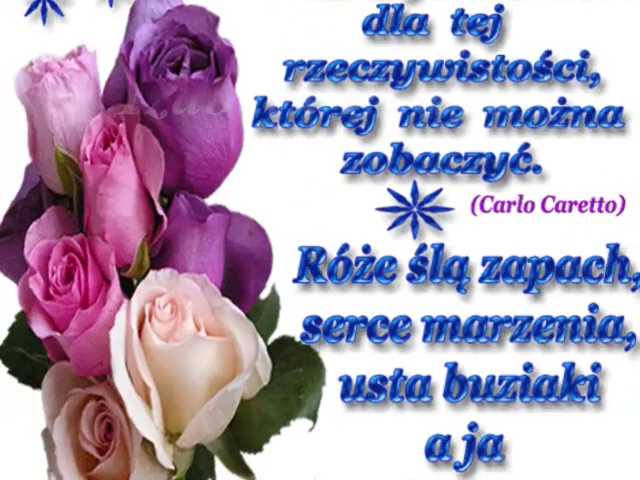 dla tej
rzeczywistości,
której nie można
zobaczyć.
(Carlo Caretto)
Róże ślą zapach,
serce marzenia,
usta buziaki
a ja